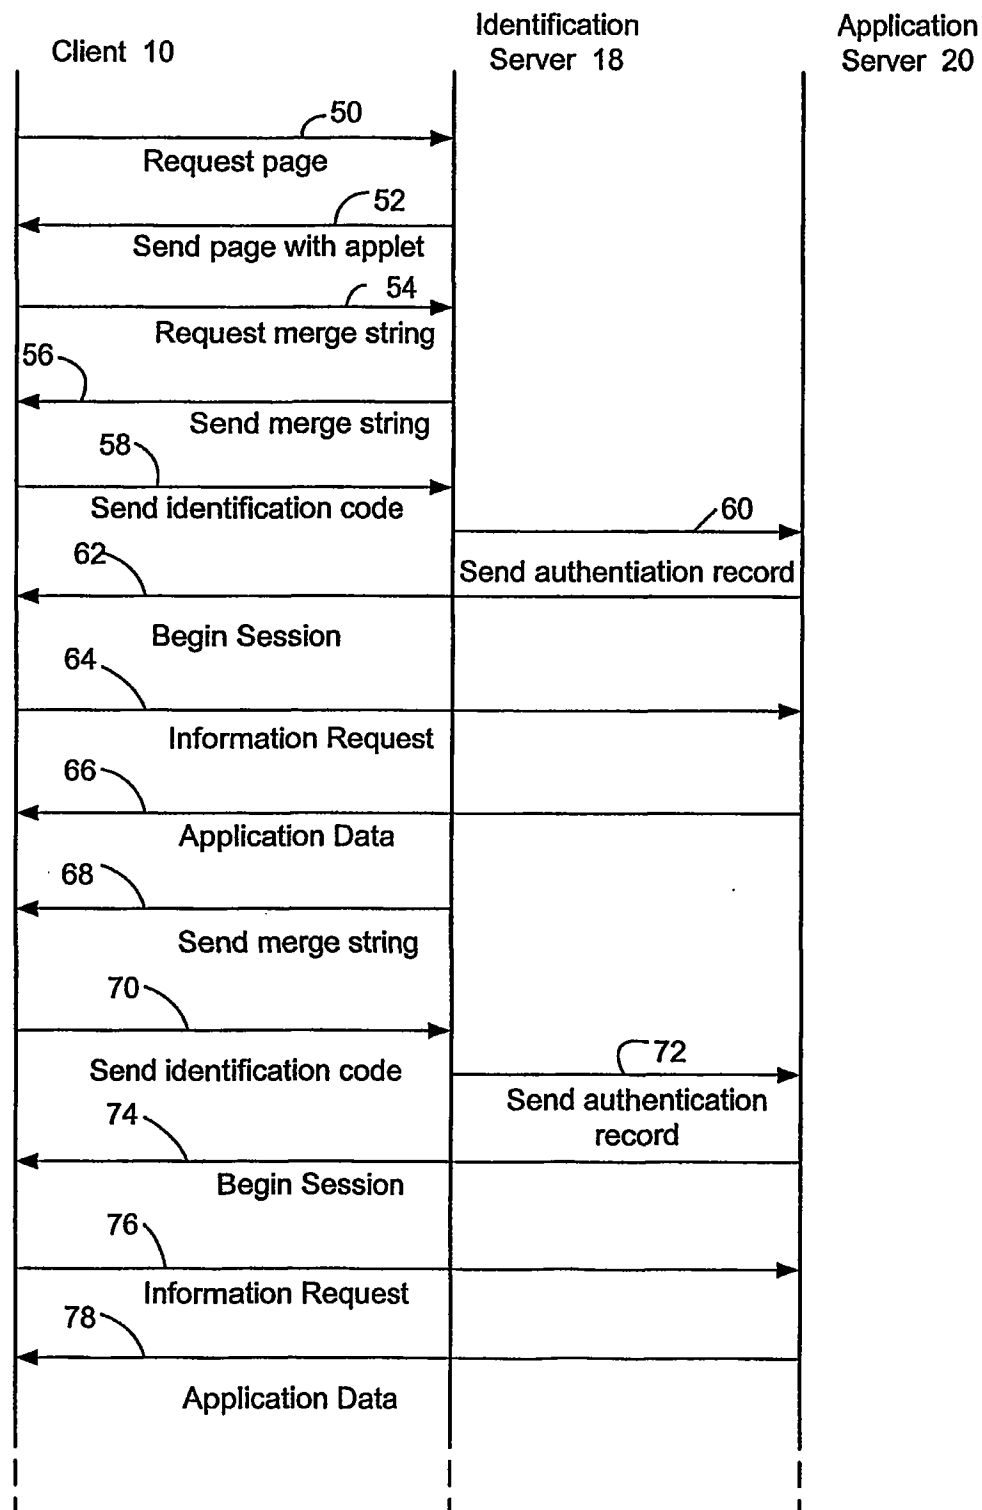 Client 10
Identification
Server 18
Application
Server 20
50
Request page
52
Send page with applet
54
Request merge string
56
Send merge string
58
Send identification code
60
Send authentiation record
62
Begin Session
64
Information Request
66
Application Data
68
Send merge string
70
Send identification code
72
Send authentication
record
74
Begin Session
76
Information Request
78
Application Data